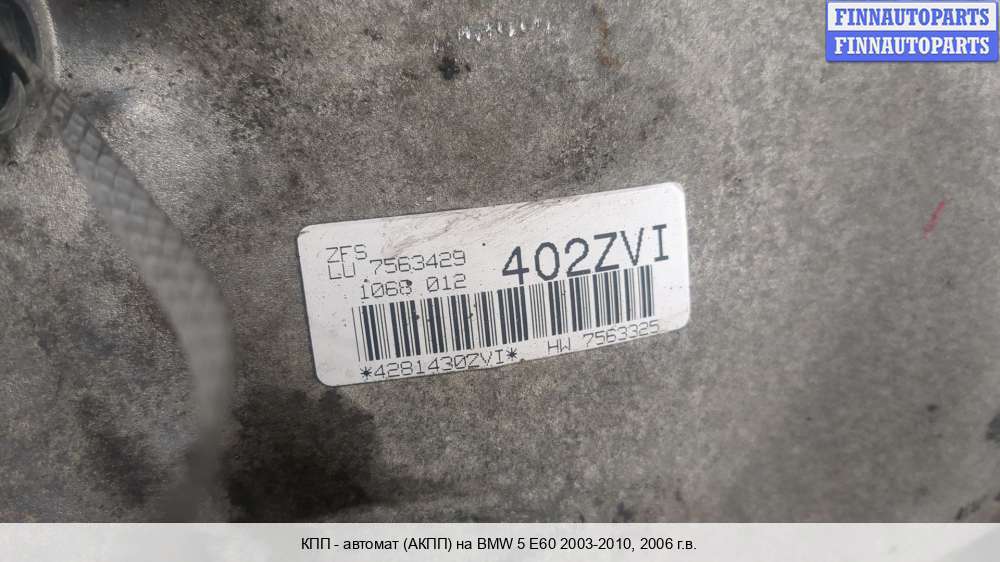 FINNAUTOPARTS
FINNAUTOPARTS
ZFS
LU 7563429
1068 012
402ZVI
*4281430ZVI*
HW 7563325
КПП - автомат (АКПП) на BMW 5 E60 2003-2010, 2006 г.в.